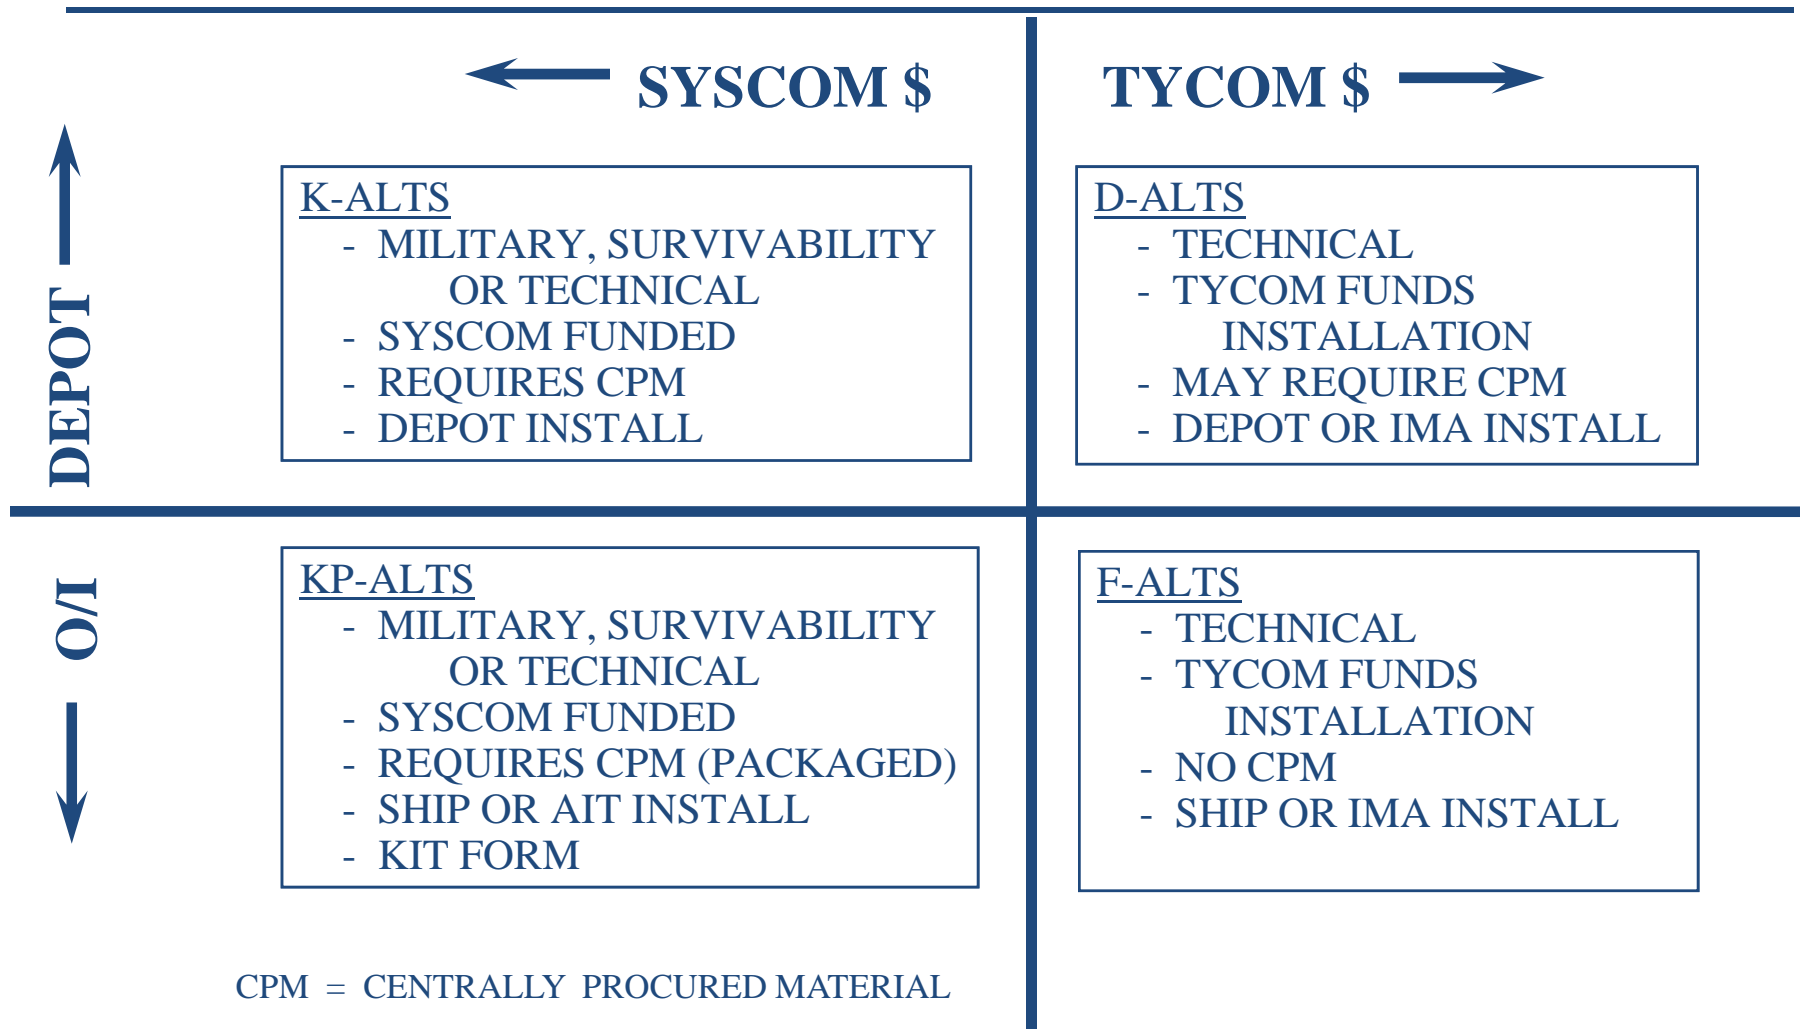 SYSCOM $
TYCOM $
DEPOT
K-ALTS
- MILITARY, SURVIVABILITY
OR TECHNICAL
- SYSCOM FUNDED
- REQUIRES CPM
- DEPOT INSTALL
D-ALTS
- TECHNICAL
- TYCOM FUNDS
INSTALLATION
- MAY REQUIRE CPM
- DEPOT OR IMA INSTALL
O/I
KP-ALTS
- MILITARY, SURVIVABILITY
OR TECHNICAL
- SYSCOM FUNDED
- REQUIRES CPM (PACKAGED)
- SHIP OR AIT INSTALL
- KIT FORM
F-ALTS
- TECHNICAL
- TYCOM FUNDS
INSTALLATION
- NO CPM
- SHIP OR IMA INSTALL
CPM = CENTRALLY PROCURED MATERIAL